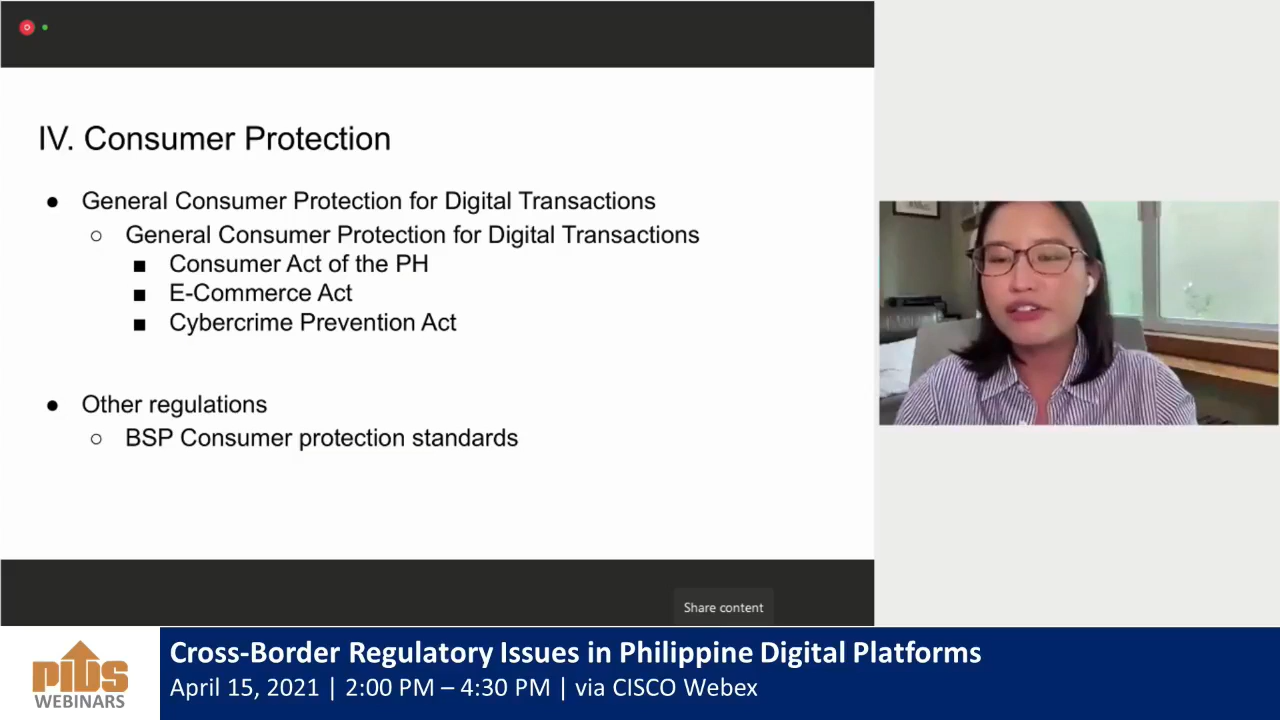 IV. Consumer Protection
● General Consumer Protection for Digital Transactions
○ General Consumer Protection for Digital Transactions
■ Consumer Act of the PH
■ E-Commerce Act
■ Cybercrime Prevention Act
● Other regulations
○ BSP Consumer protection standards
Share content
PIDS
WEBINARS
Cross-Border Regulatory Issues in Philippine Digital Platforms
April 15, 2021 | 2:00 PM – 4:30 PM | via CISCO Webex